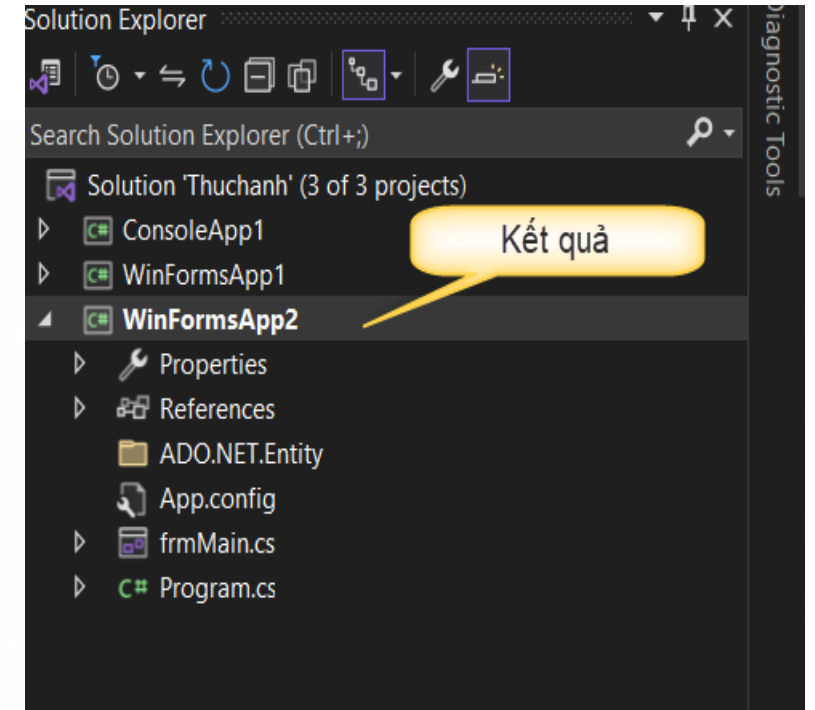 Solution Explorer
Search Solution Explorer (Ctrl+;)
Solution 'Thuchanh' (3 of 3 projects)
C# ConsoleApp1
Kết quả
C# WinFormsApp1
C# WinFormsApp2
Properties
References
ADO.NET.Entity
App.config
frmMain.cs
C# Program.cs
Diagnostic Tools